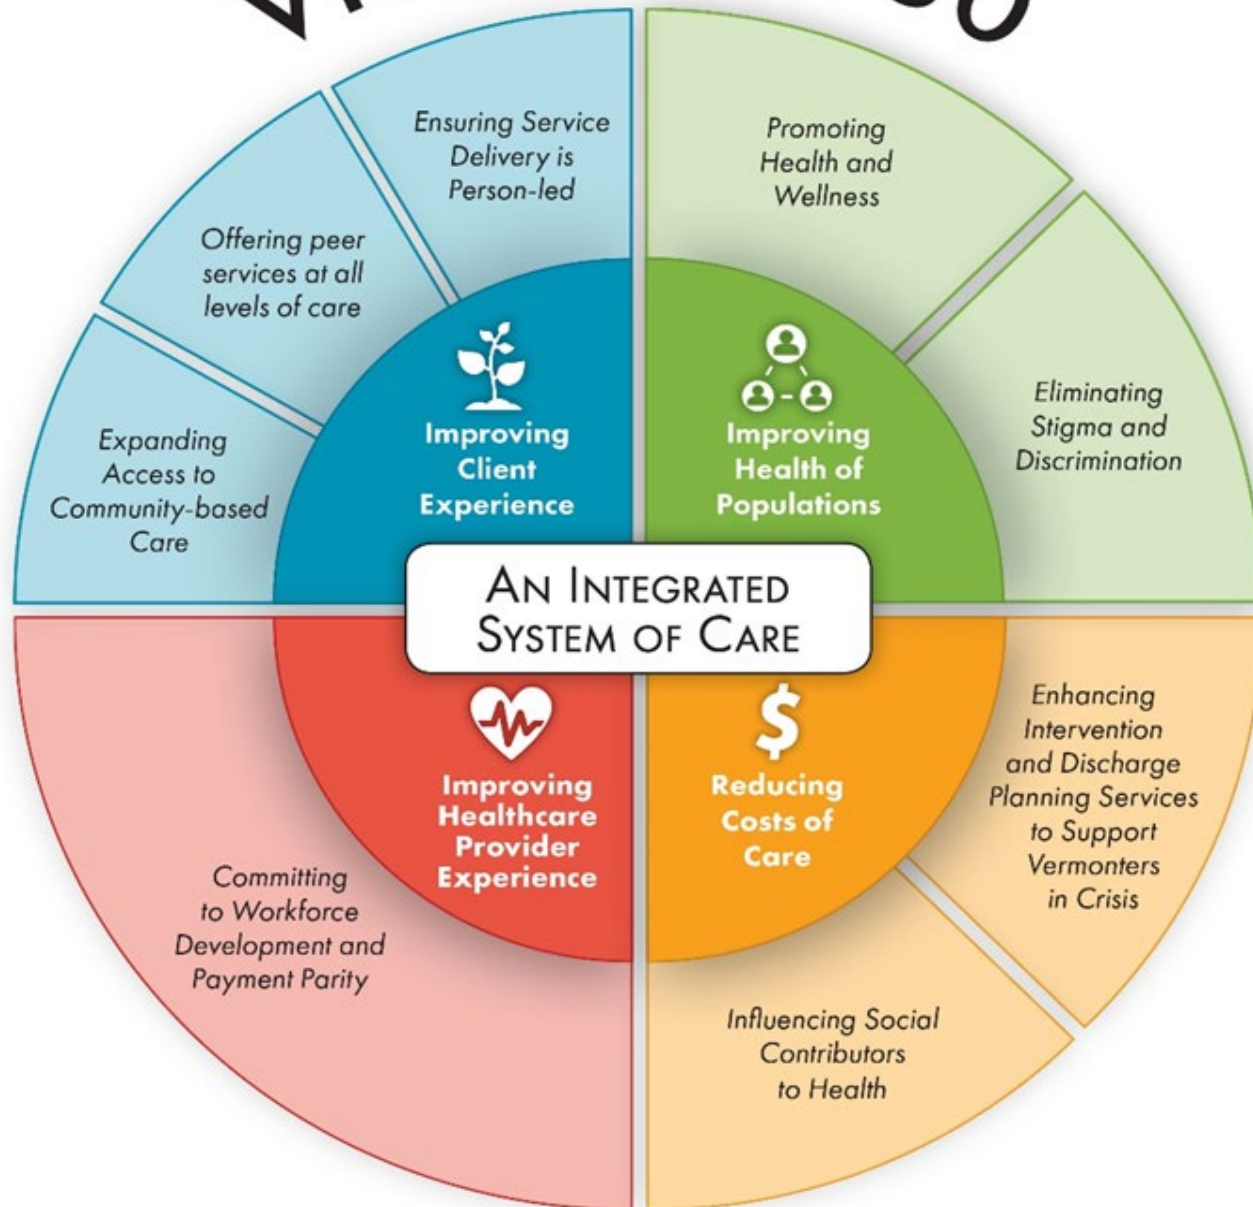 Ensuring Service
Delivery is
Person-led
Offering peer
services at all
levels of care
Expanding
Access to
Community-based
Care
Improving
Client
Experience
Promoting
Health and
Wellness
Eliminating
Stigma and
Discrimination
Improving
Health of
Populations
AN INTEGRATED
SYSTEM OF CARE
Improving
Healthcare
Provider
Experience
Committing
to Workforce
Development and
Payment Parity
$
Reducing
Costs of
Care
Enhancing
Intervention
and Discharge
Planning Services
to Support
Vermonters
in Crisis
Influencing Social
Contributors
to Health